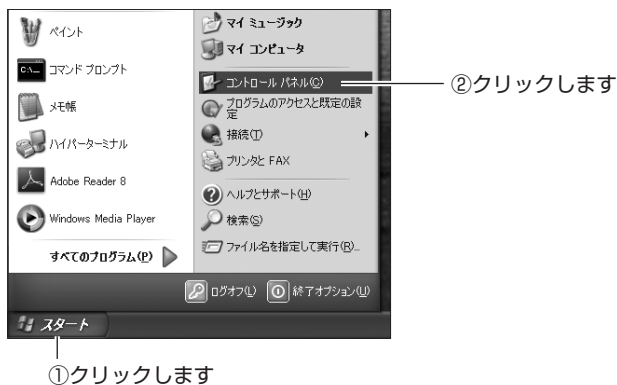 ペイント
C:\_
コマンド プロンプト
メモ帳
ハイパーターミナル
Adobe Reader 8
Windows Media Player
すべてのプログラム(P)
マイ ミュージック
マイ コンピュータ
コントロール パネル(C)
プログラムのアクセスと既定の設
定
接続(T)
プリンタと FAX
ヘルプとサポート(H)
検索(S)
ファイル名を指定して実行(R)...
ログオフ(L)
終了オプション(U)
スタート
②クリックします
①クリックします